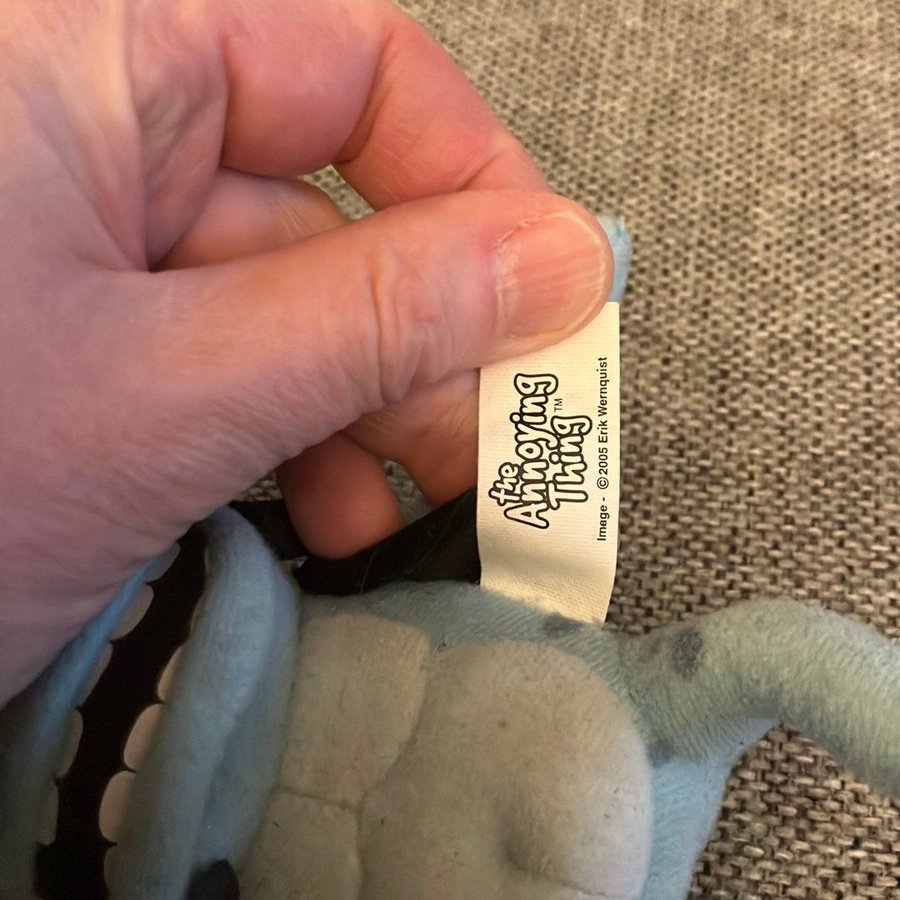 the
Annoying
Thing™
Image - © 2005 Erik Wernquist